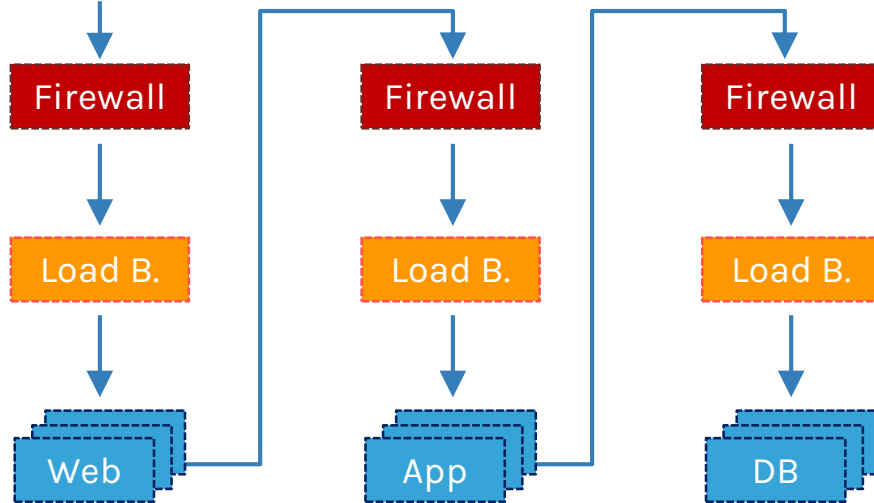 Firewall
Firewall
Firewall
Load B.
Load B.
Load B.
Web
App
DB